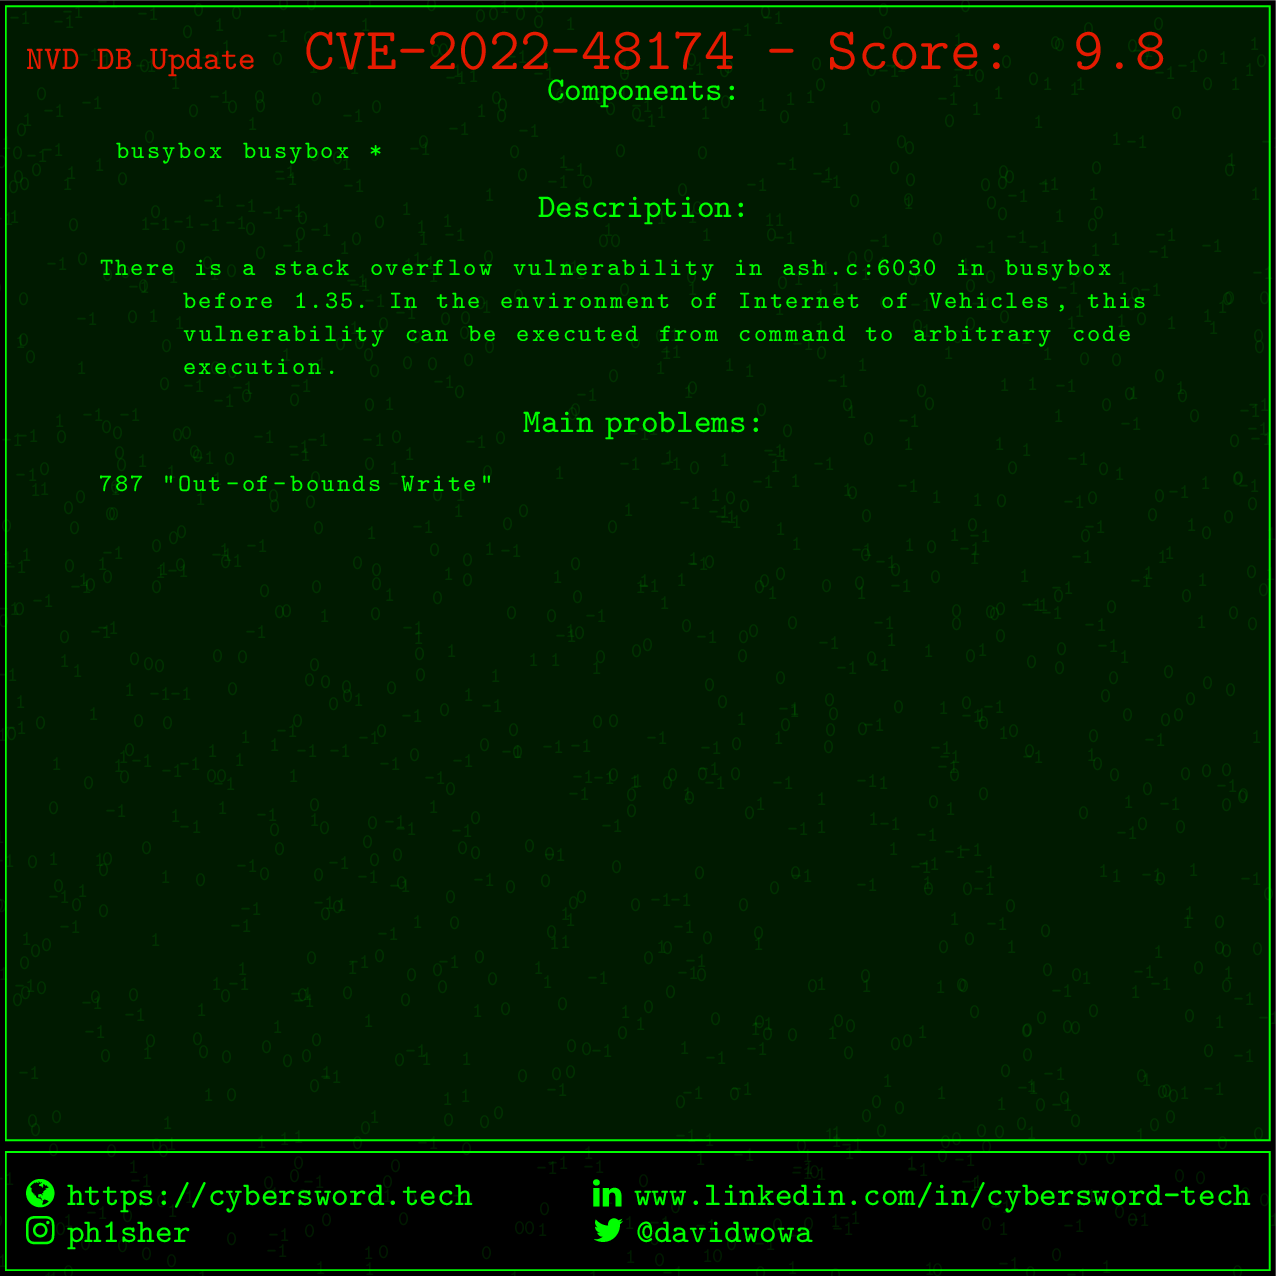 NVD DB Update CVE-2022-48174 - Score: 9.8
Components:
busybox busybox *
Description:
There is a stack overflow vulnerability in ash.c:6030 in busybox
before 1.35. In the environment of Internet of Vehicles, this
vulnerability can be executed from command to arbitrary code
execution.
Main problems:
787 "Out-of-bounds Write"
https://cybersword.tech
www.linkedin.com/in/cybersword-tech
ph1sher
@davidwowa